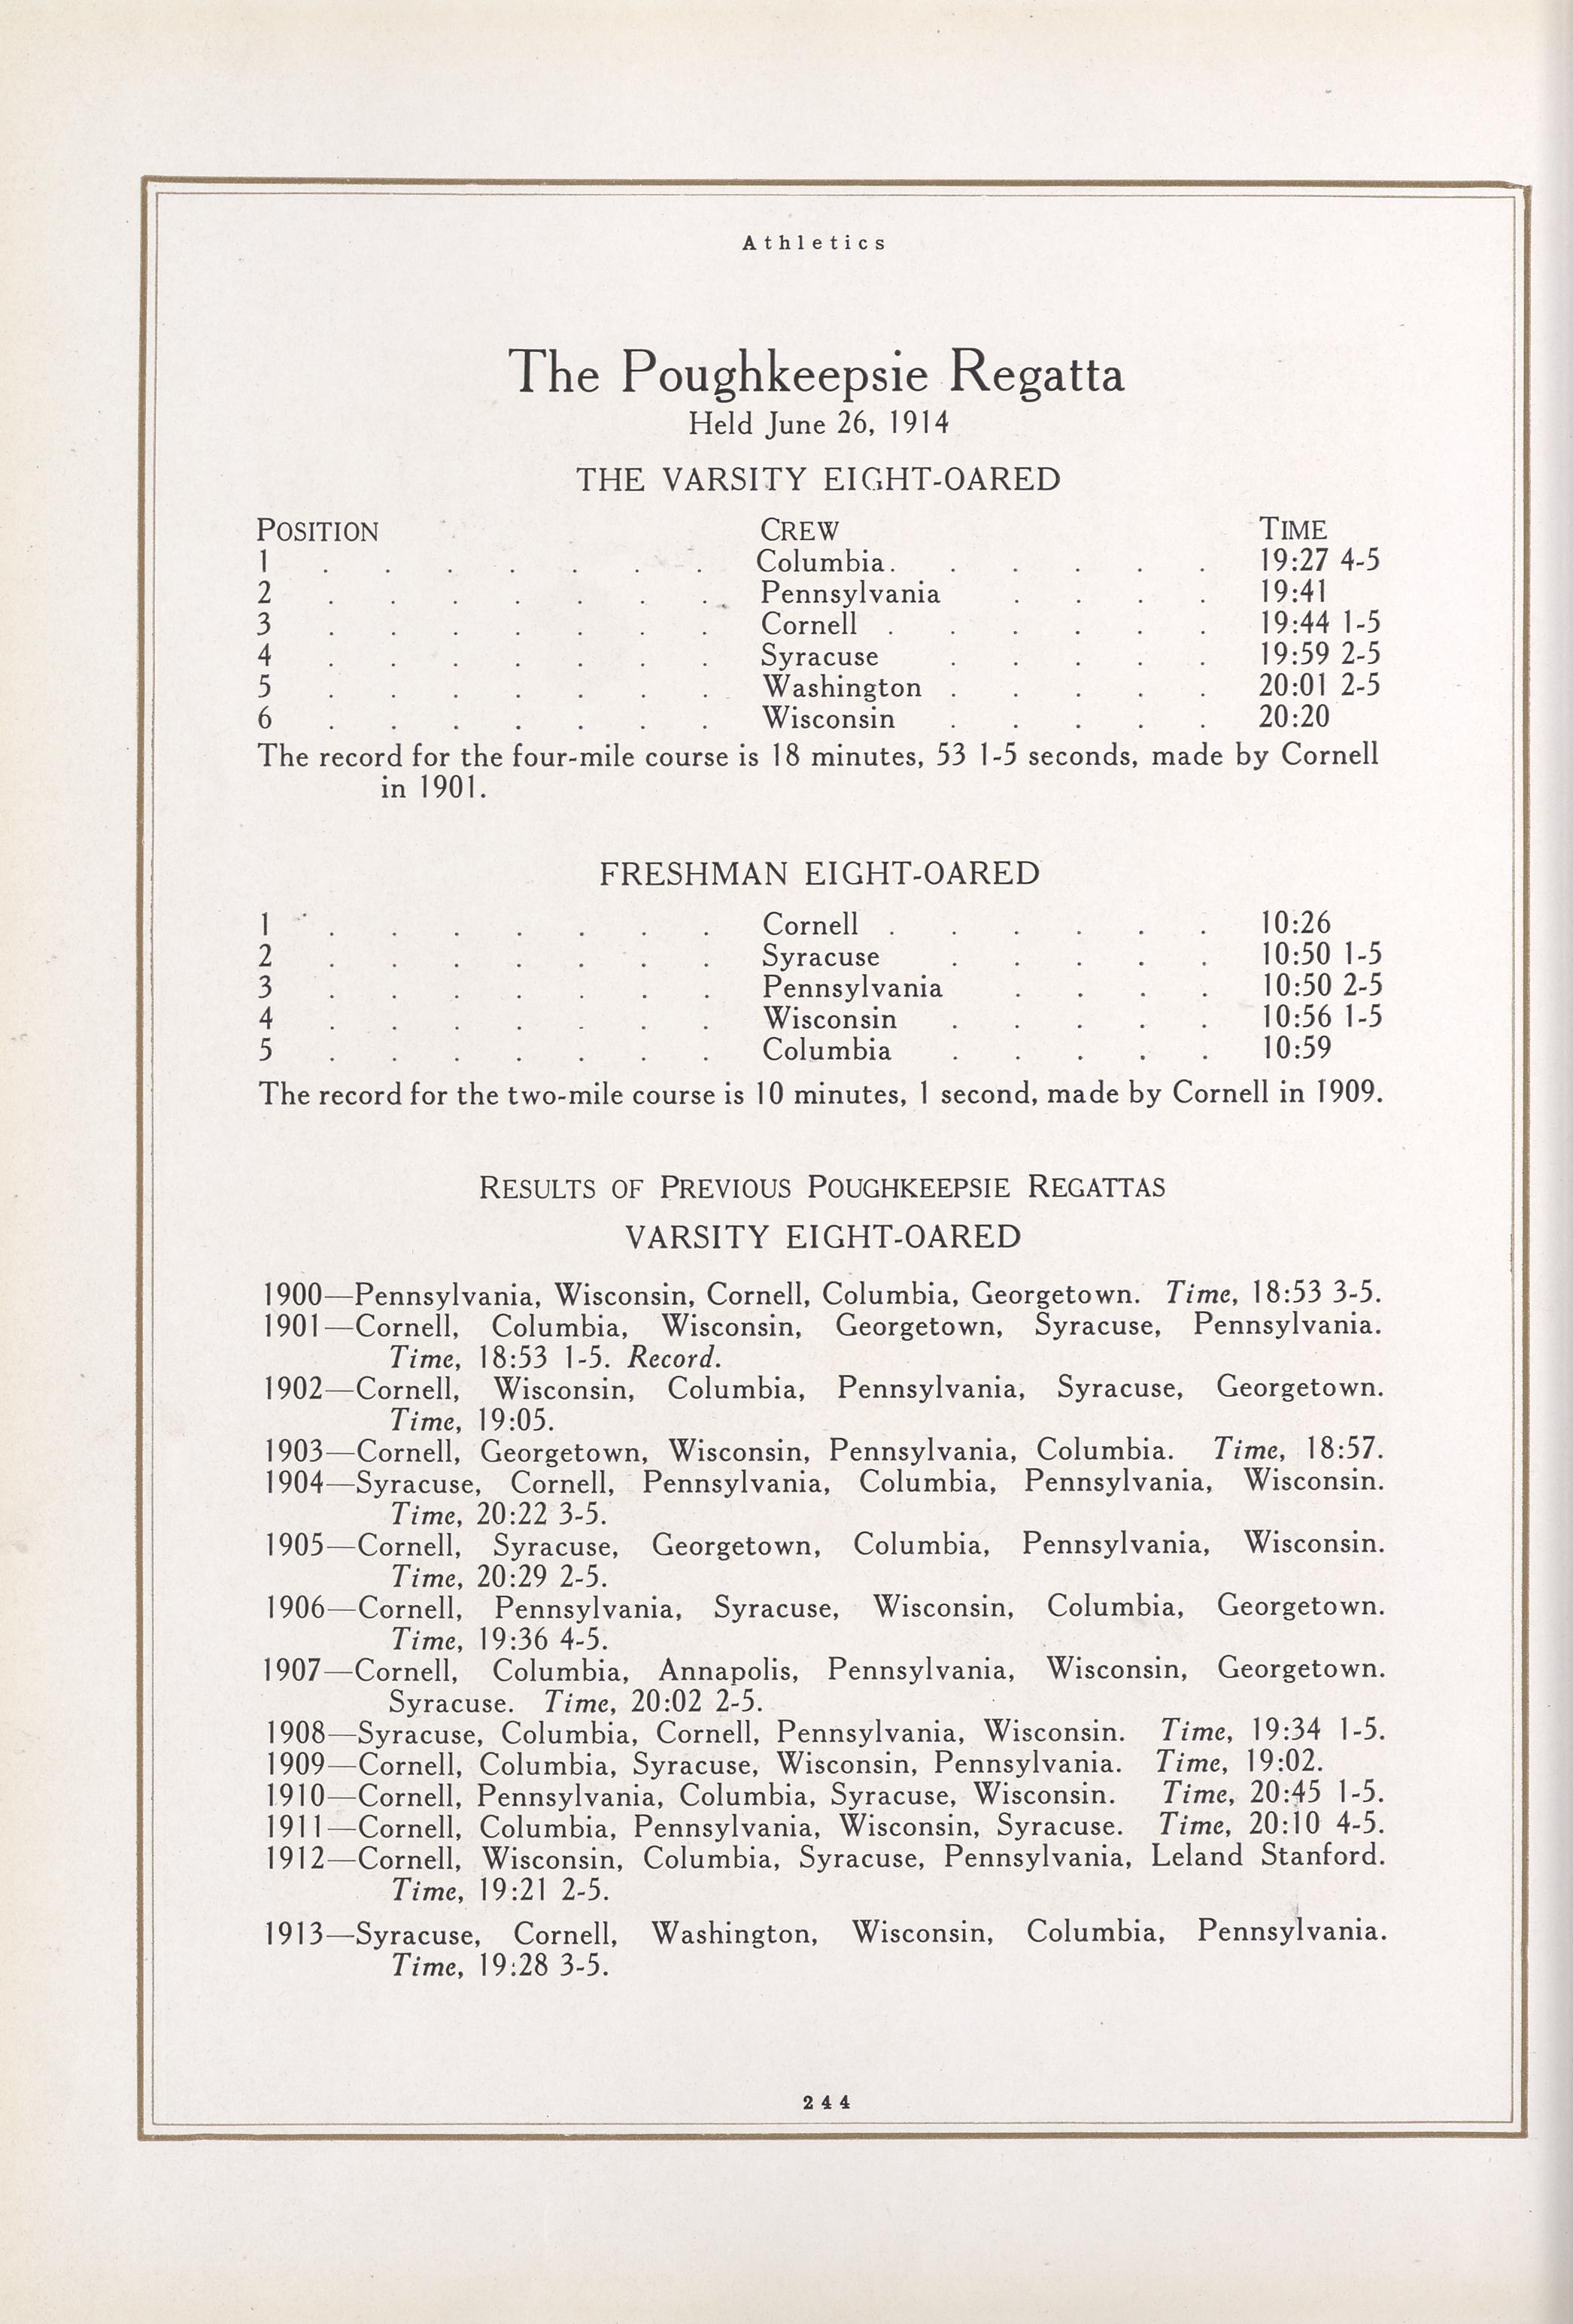 Athletics
The Poughkeepsie Regatta
Held June 26, 1914
THE VARSITY EIGHT-OARED
POSITION CREW TIME
1 . . . . . . . Columbia. . . . . . 19:27 4-5
2 . . . . . . . Pennsylvania . . . . 19:41
3 . . . . . . . Cornell . . . . . . 19:44 1-5
4 . . . . . . . Syracuse . . . . . 19:59 2-5
5 . . . . . . . Washington . . . . . 20:01 2-5
6 . . . . . . . Wisconsin . . . . . 20:20
The record for the four-mile course is 18 minutes, 53 1-5 seconds, made by Cornell
in 1901.
FRESHMAN EIGHT-OARED
1 . . . . . . . Cornell . . . . . . 10:26
2 . . . . . . . Syracuse . . . . . 10:50 1-5
3 . . . . . . . Pennsylvania . . . . 10:50 2-5
4 . . . . . . . Wisconsin . . . . . 10:56 1-5
5 . . . . . . . Columbia . . . . . 10:59
The record for the two-mile course is 10 minutes, 1 second, made by Cornell in 1909.
RESULTS OF PREVIOUS POUGHKEEPSIE REGATTAS
VARSITY EIGHT-OARED
1900—Pennsylvania, Wisconsin, Cornell, Columbia, Georgetown. Time, 18:53 3-5.
1901—Cornell, Columbia, Wisconsin, Georgetown, Syracuse, Pennsylvania.
Time, 18:53 1-5. Record.
1902—Cornell, Wisconsin, Columbia, Pennsylvania, Syracuse, Georgetown.
Time, 19:05.
1903—Cornell, Georgetown, Wisconsin, Pennsylvania, Columbia. Time, 18:57.
1904—Syracuse, Cornell, Pennsylvania, Columbia, Pennsylvania, Wisconsin.
Time, 20:22 3-5.
1905—Cornell, Syracuse, Georgetown, Columbia, Pennsylvania, Wisconsin.
Time, 20:29 2-5.
1906—Cornell, Pennsylvania, Syracuse, Wisconsin, Columbia, Georgetown.
Time, 19:36 4-5.
1907—Cornell, Columbia, Annapolis, Pennsylvania, Wisconsin, Georgetown.
Syracuse. Time, 20:02 2-5.
1908—Syracuse, Columbia, Cornell, Pennsylvania, Wisconsin. Time, 19:34 1-5.
1909—Cornell, Columbia, Syracuse, Wisconsin, Pennsylvania. Time, 19:02.
1910—Cornell, Pennsylvania, Columbia, Syracuse, Wisconsin. Time, 20:45 1-5.
1911—Cornell, Columbia, Pennsylvania, Wisconsin, Syracuse. Time, 20:10 4-5.
1912—Cornell, Wisconsin, Columbia, Syracuse, Pennsylvania, Leland Stanford.
Time, 19:21 2-5.
1913—Syracuse, Cornell, Washington, Wisconsin, Columbia, Pennsylvania.
Time, 19:28 3-5.
244